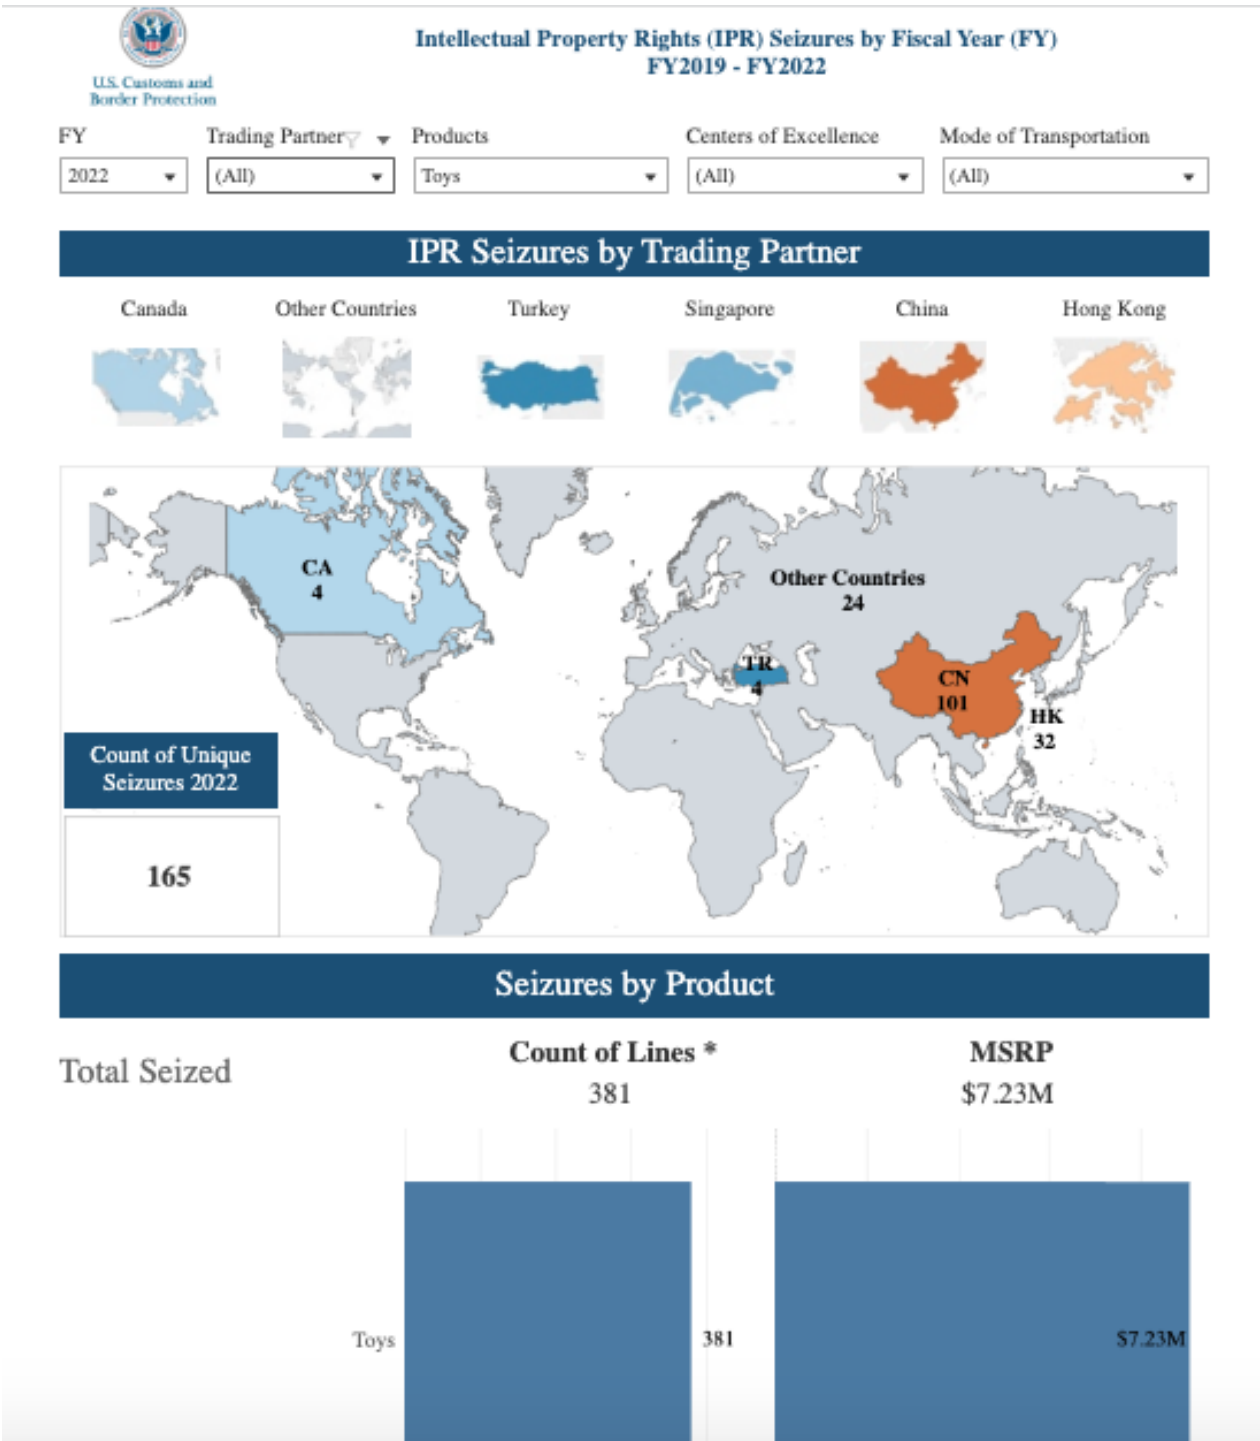 U.S. Customs and
Border Protection
Intellectual Property Rights (IPR) Seizures by Fiscal Year (FY)
FY2019 - FY2022
FY
Trading Partner
Products
Centers of Excellence
Mode of Transportation
2022
(All)
Toys
(All)
(All)
IPR Seizures by Trading Partner
Canada
Other Countries
Turkey
Singapore
China
Hong Kong
CA
4
Other Countries
24
TR
4
CN
101
HK
32
Count of Unique
Seizures 2022
165
Seizures by Product
Total Seized
Count of Lines *
381
MSRP
$7.23M
Toys
381
$7.23M